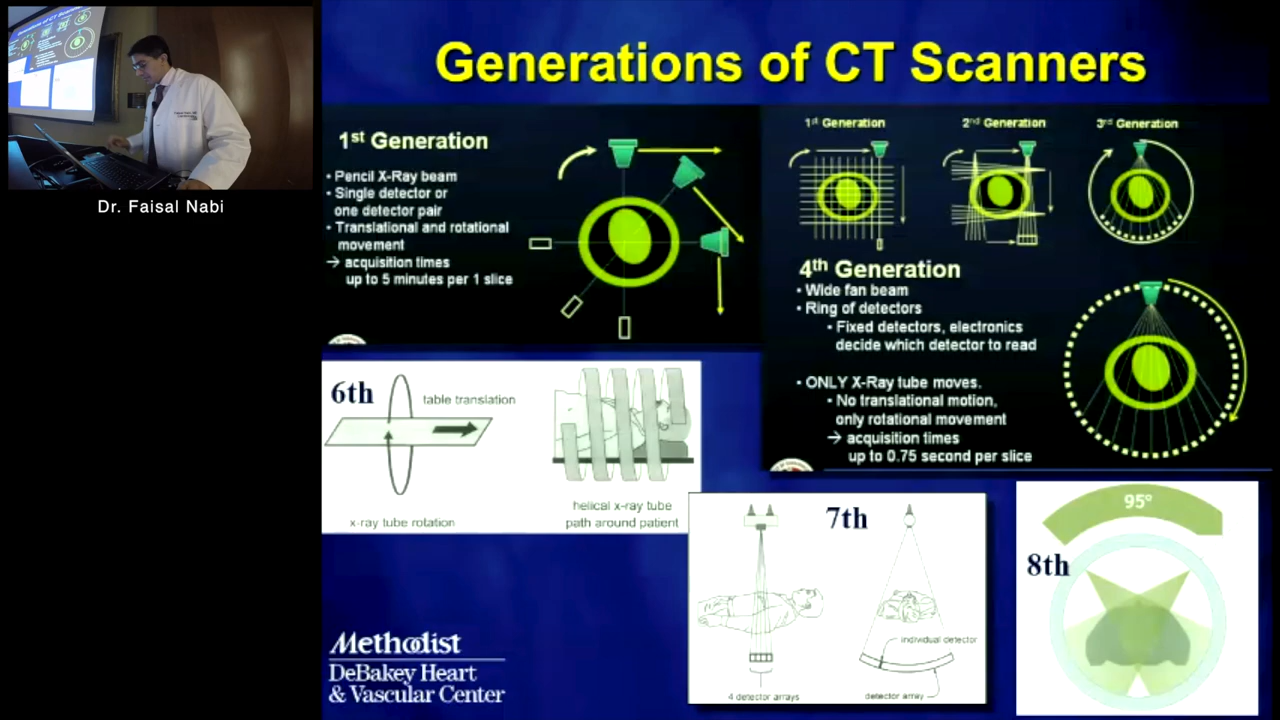 Generations of CT Scanners
Dr. Faisal Nabi
1st Generation
• Pencil X-Ray beam
• Single detector or
one detector pair
• Translational and rotational
movement
→ acquisition times
up to 5 minutes per 1 slice
1st Generation
2nd Generation
3rd Generation
4th Generation
• Wide fan beam
• Ring of detectors
• Fixed detectors, electronics
decide which detector to read
• ONLY X-Ray tube moves.
• No translational motion,
only rotational movement
→ acquisition times
up to 0.75 second per slice
6th
table translation
x-ray tube rotation
helical x-ray tube
path around patient
7th
individual detector
4 detector arrays
detector array
8th
95°
Methodist
DeBakey Heart
& Vascular Center